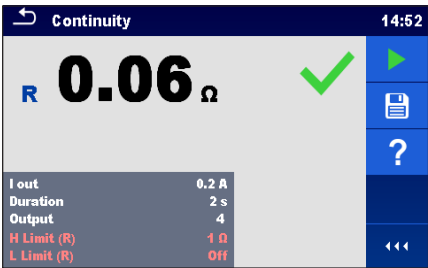 Continuity 14:52
R 0.06 Ω
?
I out 0.2 A
Duration 2 s
Output 4
H Limit (R) 1 Ω
L Limit (R) Off